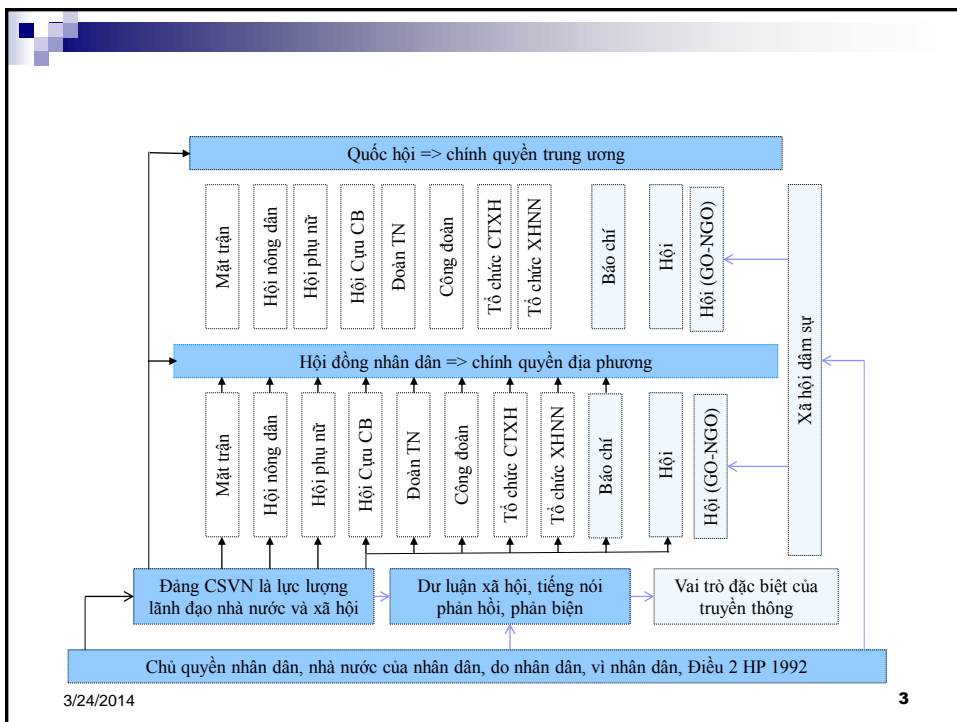 Quốc hội => chính quyền trung ương
Mặt trận
Hội nông dân
Hội phụ nữ
Hội Cựu CB
Đoàn TN
Công đoàn
Tổ chức CTXH
Tổ chức XHNN
Báo chí
Hội
Hội (GO-NGO)
Xã hội dâm sự
Hội đồng nhân dân => chính quyền địa phương
Mặt trận
Hội nông dân
Hội phụ nữ
Hội Cựu CB
Đoàn TN
Công đoàn
Tổ chức CTXH
Tổ chức XHNN
Báo chí
Hội
Hội (GO-NGO)
Đảng CSVN là lực lượng
lãnh đạo nhà nước và xã hội
Dư luận xã hội, tiếng nói
phản hồi, phản biện
Vai trò đặc biệt của
truyền thông
Chủ quyền nhân dân, nhà nước của nhân dân, do nhân dân, vì nhân dân, Điều 2 HP 1992
3/24/2014
3